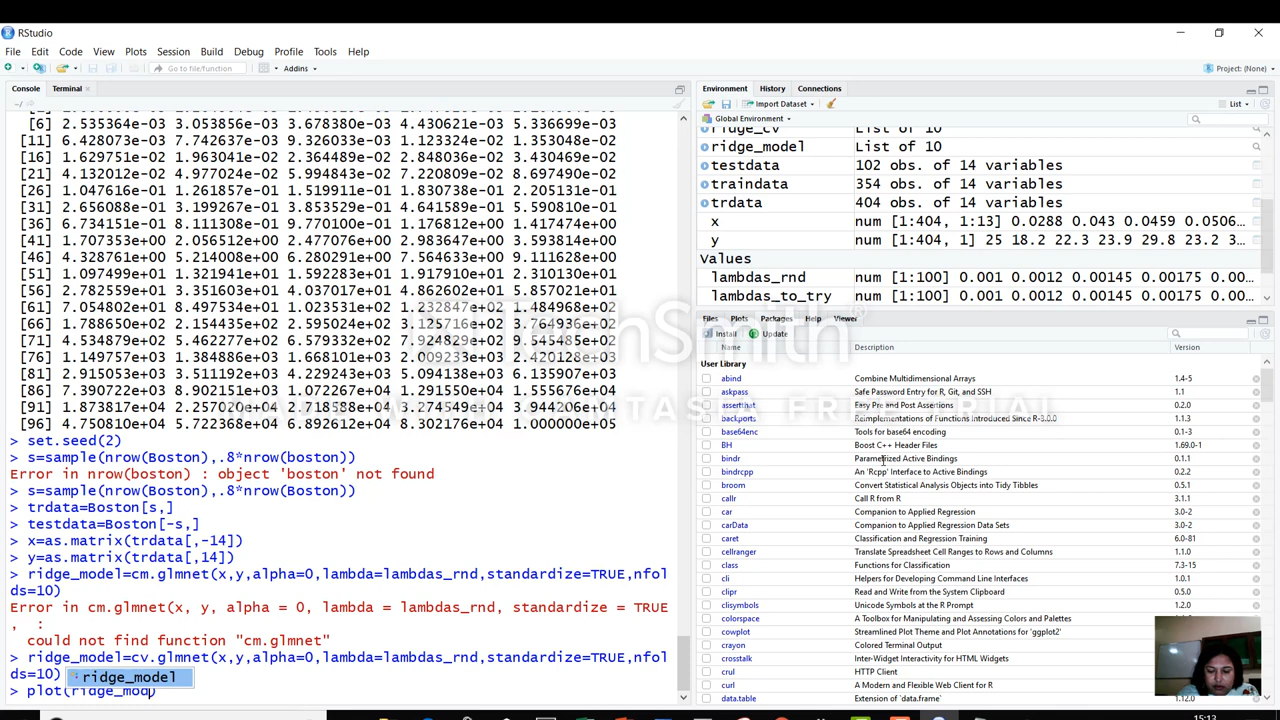 RStudio
File Edit Code View Plots Session Build Debug Profile Tools Help
Go to file/function Addins Project: (None)
Console Terminal
~/
[6] 2.535364e-03 3.053856e-03 3.678380e-03 4.430621e-03 5.336699e-03
[11] 6.428073e-03 7.742637e-03 9.326033e-03 1.123324e-02 1.353048e-02
[16] 1.629751e-02 1.963041e-02 2.364489e-02 2.848036e-02 3.430469e-02
[21] 4.132012e-02 4.977024e-02 5.994843e-02 7.220809e-02 8.697490e-02
[26] 1.047616e-01 1.261857e-01 1.519911e-01 1.830738e-01 2.205131e-01
[31] 2.656088e-01 3.199267e-01 3.853529e-01 4.641589e-01 5.590810e-01
[36] 6.734151e-01 8.111308e-01 9.770100e-01 1.176812e+00 1.417474e+00
[41] 1.707353e+00 2.056512e+00 2.477076e+00 2.983647e+00 3.593814e+00
[46] 4.328761e+00 5.214008e+00 6.280291e+00 7.564633e+00 9.111628e+00
[51] 1.097499e+01 1.321941e+01 1.592283e+01 1.917910e+01 2.310130e+01
[56] 2.782559e+01 3.351603e+01 4.037017e+01 4.862602e+01 5.857021e+01
[61] 7.054802e+01 8.497534e+01 1.023531e+02 1.232847e+02 1.484968e+02
[66] 1.788650e+02 2.154435e+02 2.595024e+02 3.125716e+02 3.764936e+02
[71] 4.534879e+02 5.462277e+02 6.579332e+02 7.924829e+02 9.545485e+02
[76] 1.149757e+03 1.384886e+03 1.668101e+03 2.009233e+03 2.420128e+03
[81] 2.915053e+03 3.511192e+03 4.229243e+03 5.094138e+03 6.135907e+03
[86] 7.390722e+03 8.902151e+03 1.072267e+04 1.291550e+04 1.555676e+04
[91] 1.873817e+04 2.257020e+04 2.718588e+04 3.274549e+04 3.944206e+04
[96] 4.750810e+04 5.722368e+04 6.892612e+04 8.302176e+04 1.000000e+05
> set.seed(2)
> s=sample(nrow(Boston),.8*nrow(boston))
Error in nrow(boston) : object 'boston' not found
> s=sample(nrow(Boston),.8*nrow(Boston))
> trdata=Boston[s,]
> testdata=Boston[-s,]
> x=as.matrix(trdata[,-14])
> y=as.matrix(trdata[,14])
> ridge_model=cm.glmnet(x,y,alpha=0,lambda=lambdas_rnd,standardize=TRUE,nfo
lds=10)
Error in cm.glmnet(x, y, alpha = 0, lambda = lambdas_rnd, standardize = TRUE
, :
could not find function "cm.glmnet"
> ridge_model=cv.glmnet(x,y,alpha=0,lambda=lambdas_rnd,standardize=TRUE,nfol
ds=10)
ridge_model
> plot(ridge_mod)
Environment History Connections
Import Dataset List
Global Environment
ridge_cv List of 10
ridge_model List of 10
testdata 102 obs. of 14 variables
traindata 354 obs. of 14 variables
trdata 404 obs. of 14 variables
x num [1:404, 1:13] 0.0288 0.043 0.0459 0.0506...
y num [1:404, 1] 25 18.2 22.3 23.9 29.8 23.2 3...
Values
lambdas_rnd num [1:100] 0.001 0.0012 0.00145 0.00175 0.00...
lambdas_to_try num [1:100] 0.001 0.0012 0.00145 0.00175 0.00...
Files Plots Packages Help Viewer
Install Update
Name Description Version
User Library
abind Combine Multidimensional Arrays 1.4-5
askpass Safe Password Entry for R, Git, and SSH 1.1
assertthat Easy Pre and Post Assertions 0.2.0
backports Reimplementations of Functions Introduced Since R-3.0.0 1.1.3
base64enc Tools for base64 encoding 0.1-3
BH Boost C++ Header Files 1.69.0-1
bindr Parametrized Active Bindings 0.1.1
bindrcpp An 'Rcpp' Interface to Active Bindings 0.2.2
broom Convert Statistical Analysis Objects into Tidy Tibbles 0.5.1
callr Call R from R 3.1.1
car Companion to Applied Regression 3.0-2
carData Companion to Applied Regression Data Sets 3.0-2
caret Classification and Regression Training 6.0-81
cellranger Translate Spreadsheet Cell Ranges to Rows and Columns 1.1.0
class Functions for Classification 7.3-15
cli Helpers for Developing Command Line Interfaces 1.0.1
clipr Read and Write from the System Clipboard 0.5.0
clisymbols Unicode Symbols at the R Prompt 1.2.0
colorspace A Toolbox for Manipulating and Assessing Colors and Palettes
cowplot Streamlined Plot Theme and Plot Annotations for 'ggplot2'
crayon Colored Terminal Output
crosstalk Inter-Widget Interactivity for HTML Widgets
crul HTTP Client
curl A Modern and Flexible Web Client for R
data.table Extension of `data.frame` 1.12.0
15:13